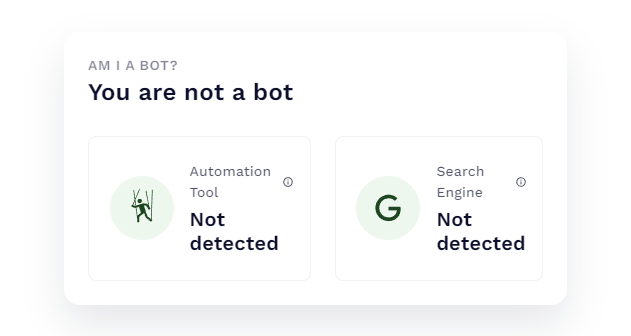 AM I A BOT?
You are not a bot
Automation
Tool
Not
detected
G
Search
Engine
Not
detected